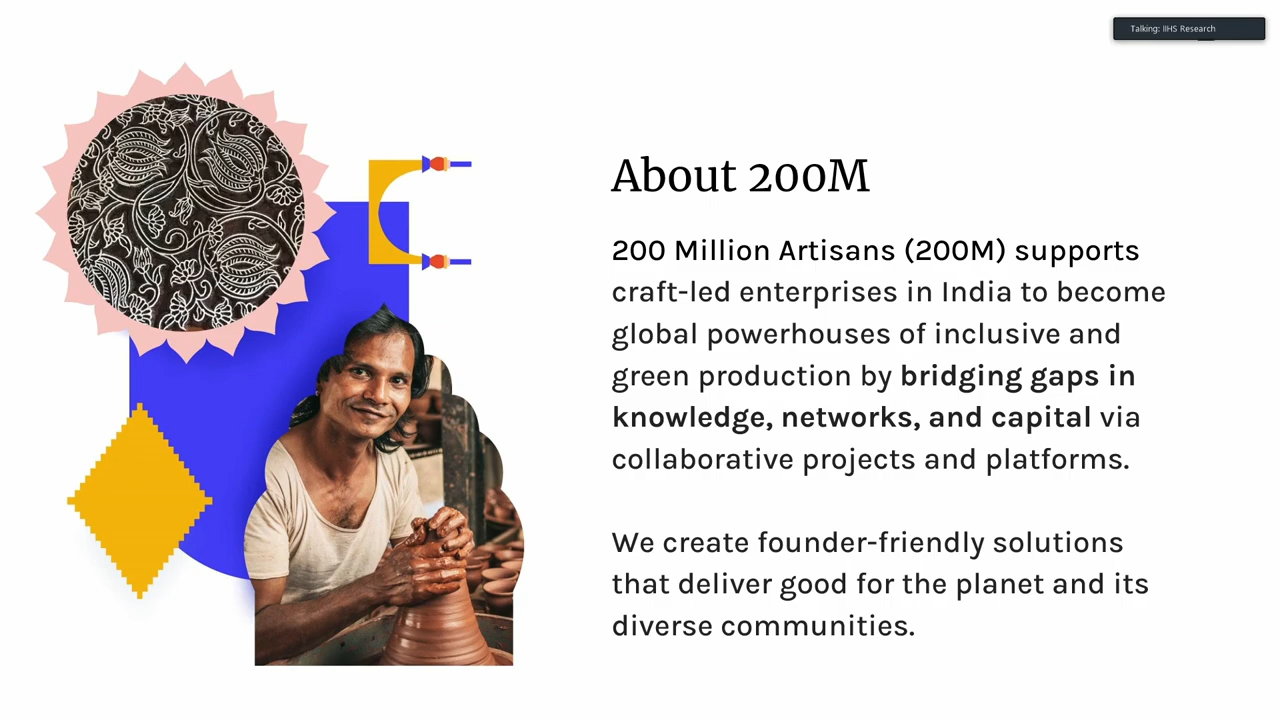 Talking: IIHS Research
About 200M
200 Million Artisans (200M) supports
craft-led enterprises in India to become
global powerhouses of inclusive and
green production by bridging gaps in
knowledge, networks, and capital via
collaborative projects and platforms.
We create founder-friendly solutions
that deliver good for the planet and its
diverse communities.